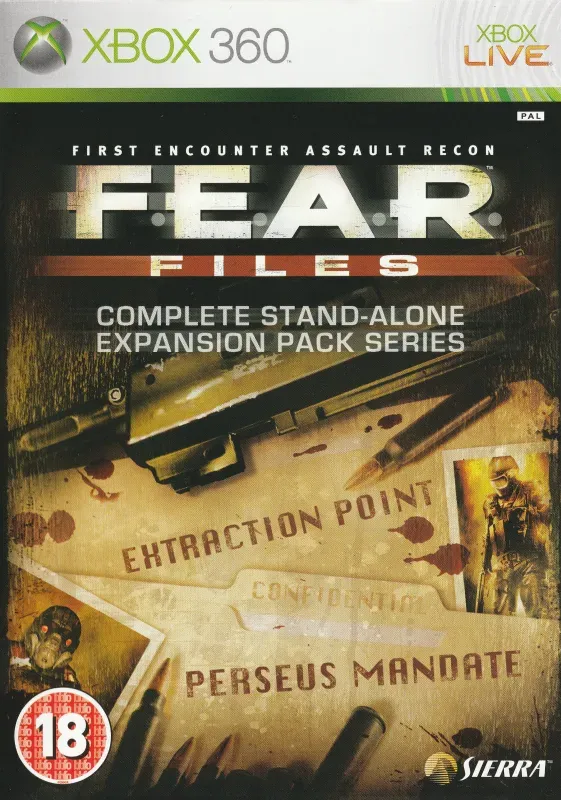 XBOX 360
XBOX
LIVE
PAL
FIRST ENCOUNTER ASSAULT RECON
F.E.A.R.
FILES
COMPLETE STAND-ALONE
EXPANSION PACK SERIES
EXTRACTION POINT
CONFIDENTIAL
PERSEUS MANDATE
18
SIERRA